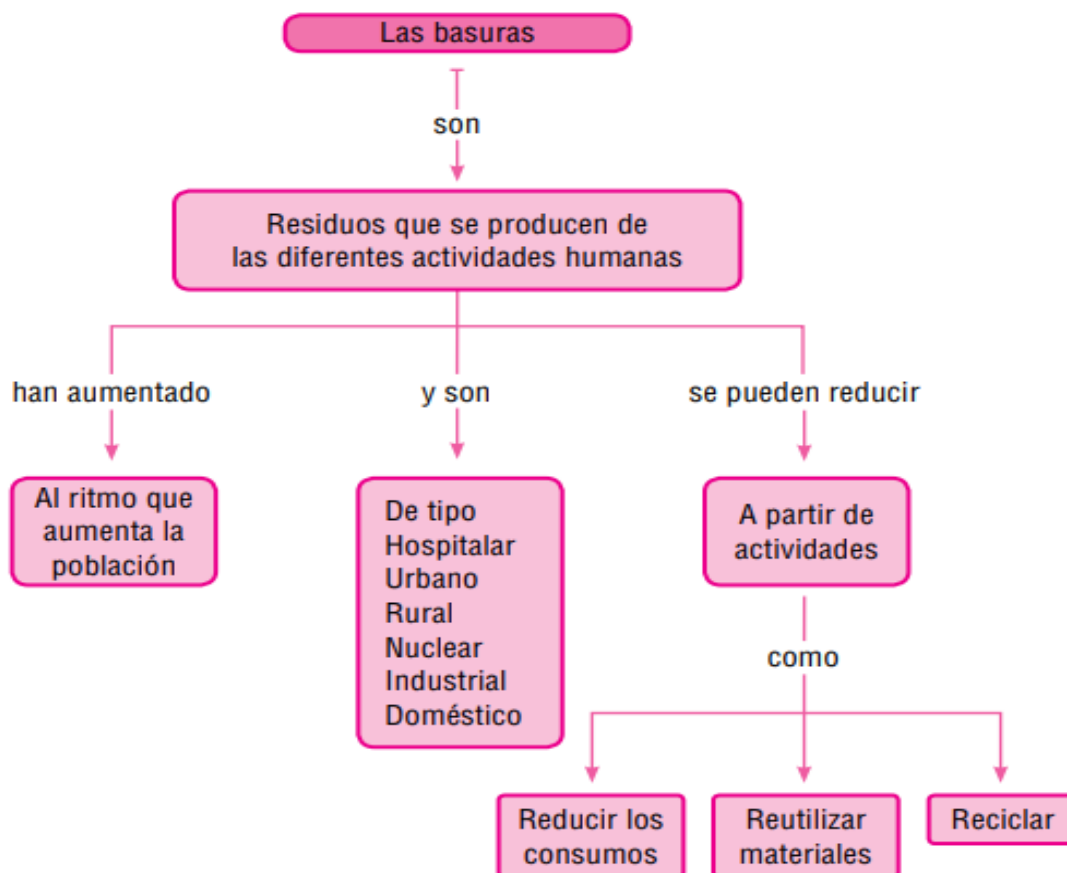 Las basuras
son
Residuos que se producen de
las diferentes actividades humanas
han aumentado
y son
se pueden reducir
Al ritmo que
aumenta la
población
De tipo
Hospitalar
Urbano
Rural
Nuclear
Industrial
Doméstico
A partir de
actividades
como
Reducir los
consumos
Reutilizar
materiales
Reciclar